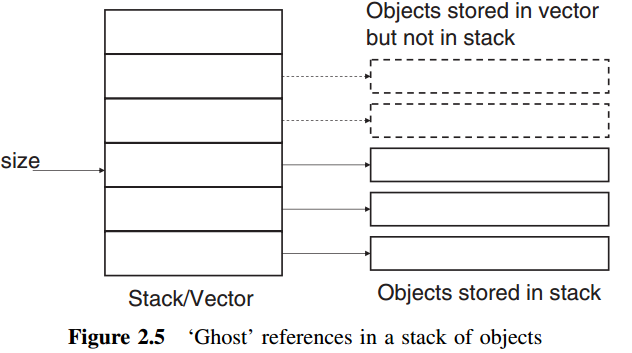 Objects stored in vector
but not in stack
size
Stack/Vector
Objects stored in stack
Figure 2.5 ‘Ghost’ references in a stack of objects